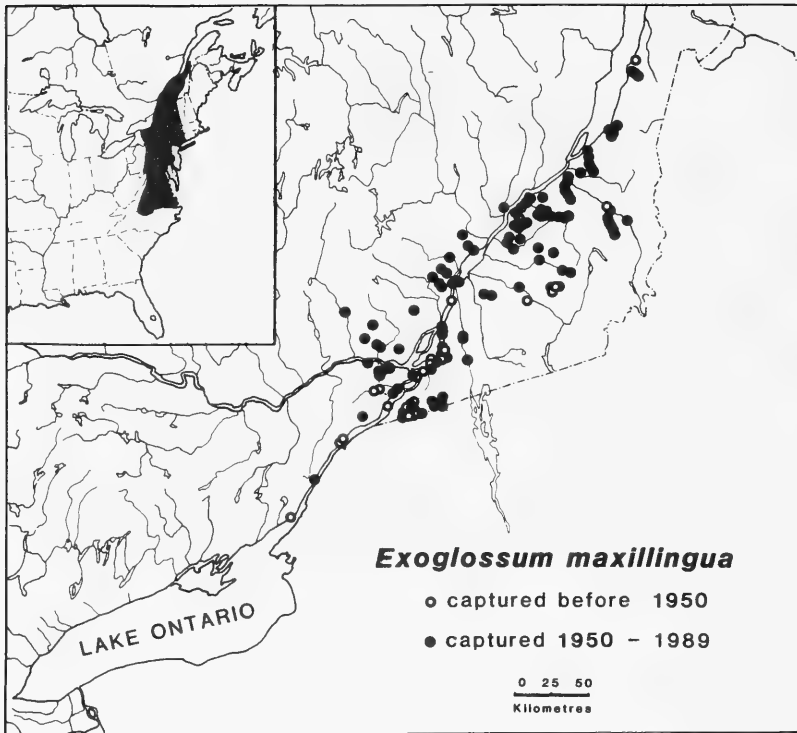 Exoglossum maxillingua
o captured before 1950
● captured 1950 – 1989
LAKE ONTARIO
0 25 50
Kilometres